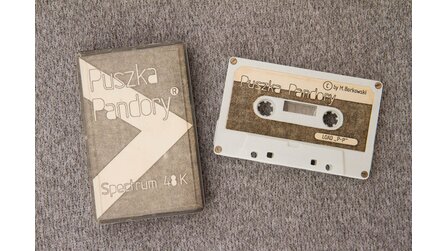 Puszka
Pandory ®
Spectrum 48 K
© by M. Borkowski
Puszka Pandory
LOAD "P-P"